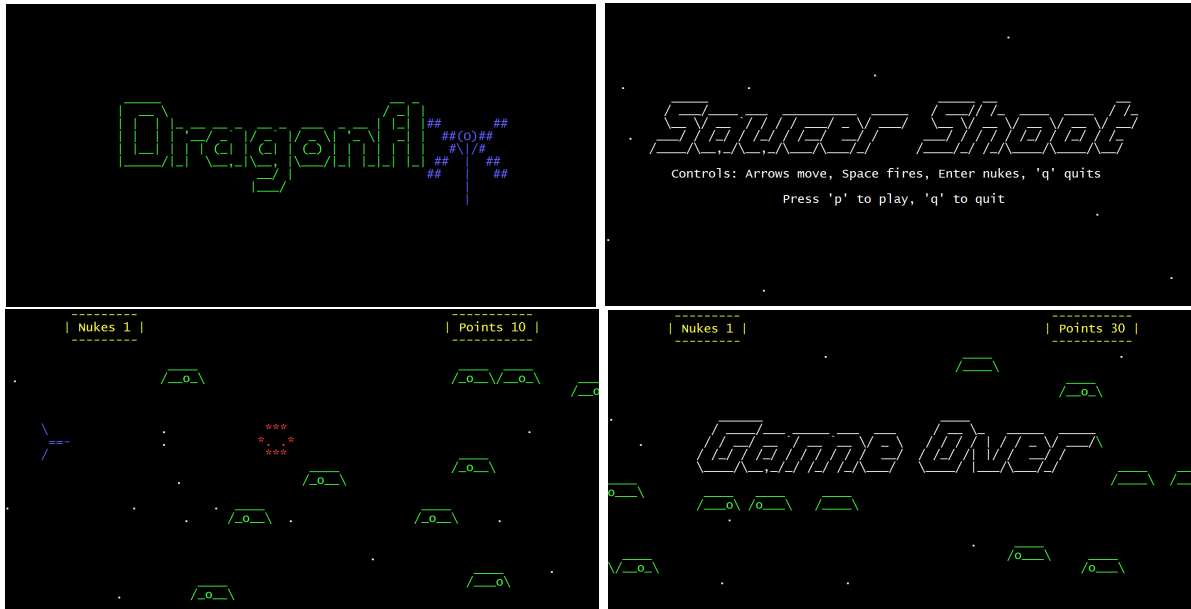 Dragonfly
Saucer Shoot
Controls: Arrows move, Space fires, Enter nukes, 'q' quits
Press 'p' to play, 'q' to quit
Nukes 1
Points 10
Nukes 1
Points 30
Game Over